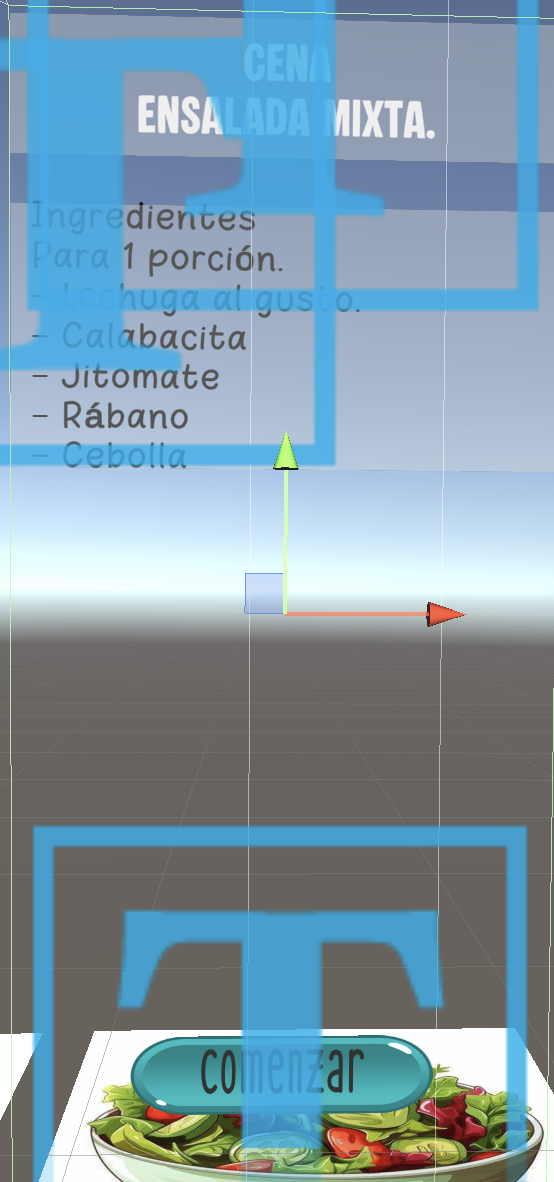 CENA
ENSALADA MIXTA.
Ingredientes
Para 1 porción.
- Lechuga al gusto.
- Calabacita
- Jitomate
- Rábano
- Cebolla
T
T
T
comenzar